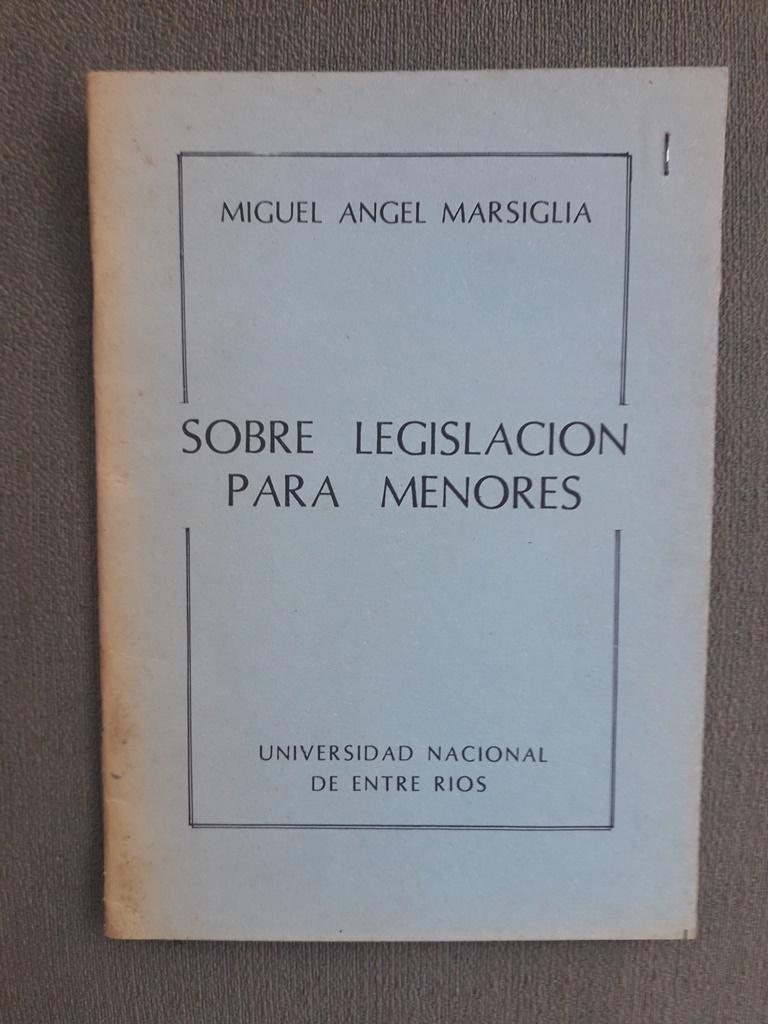 MIGUEL ANGEL MARSIGLIA
SOBRE LEGISLACION
PARA MENORES
UNIVERSIDAD NACIONAL
DE ENTRE RIOS